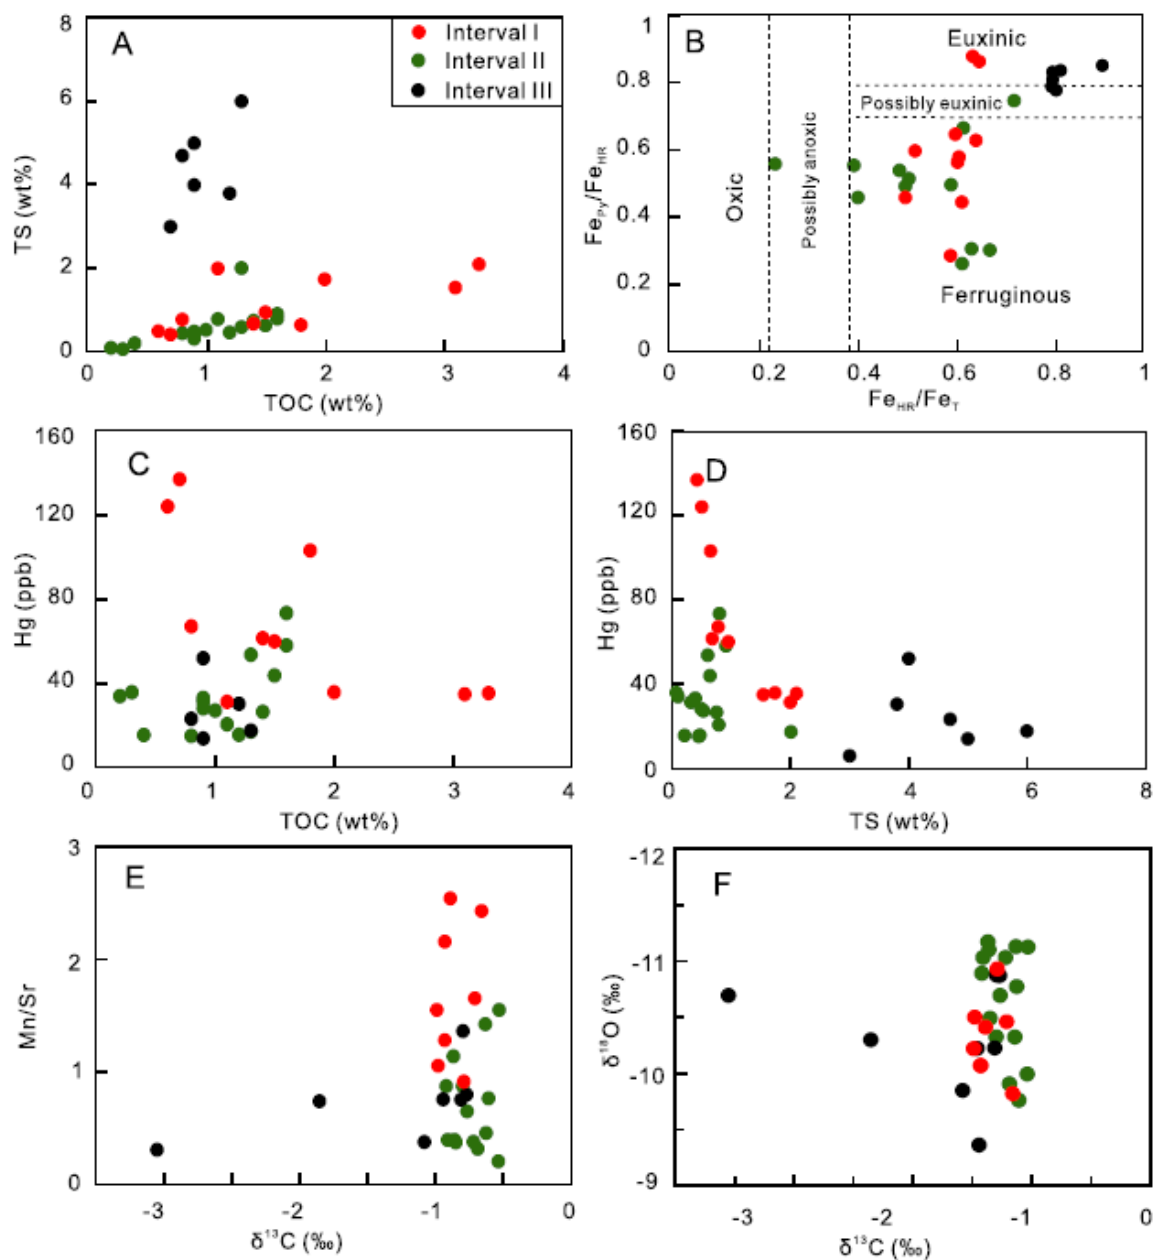 A
Interval I
Interval II
Interval III
8
6
4
2
0
TS (wt%)
0
1
2
3
4
TOC (wt%)
B
Euxinic
Possibly euxinic
Oxic
Possibly anoxic
Ferruginous
1
0.8
0.6
0.4
0.2
0
Fe_Py/Fe_HR
0
0.2
0.4
0.6
0.8
1
Fe_HR/Fe_T
C
160
120
80
40
0
Hg (ppb)
0
1
2
3
4
TOC (wt%)
D
160
120
80
40
0
Hg (ppb)
0
2
4
6
8
TS (wt%)
E
3
2
1
0
Mn/Sr
-3
-2
-1
0
δ¹³C (‰)
F
-12
-11
-10
-9
δ¹⁸O (‰)
-3
-2
-1
0
δ¹³C (‰)